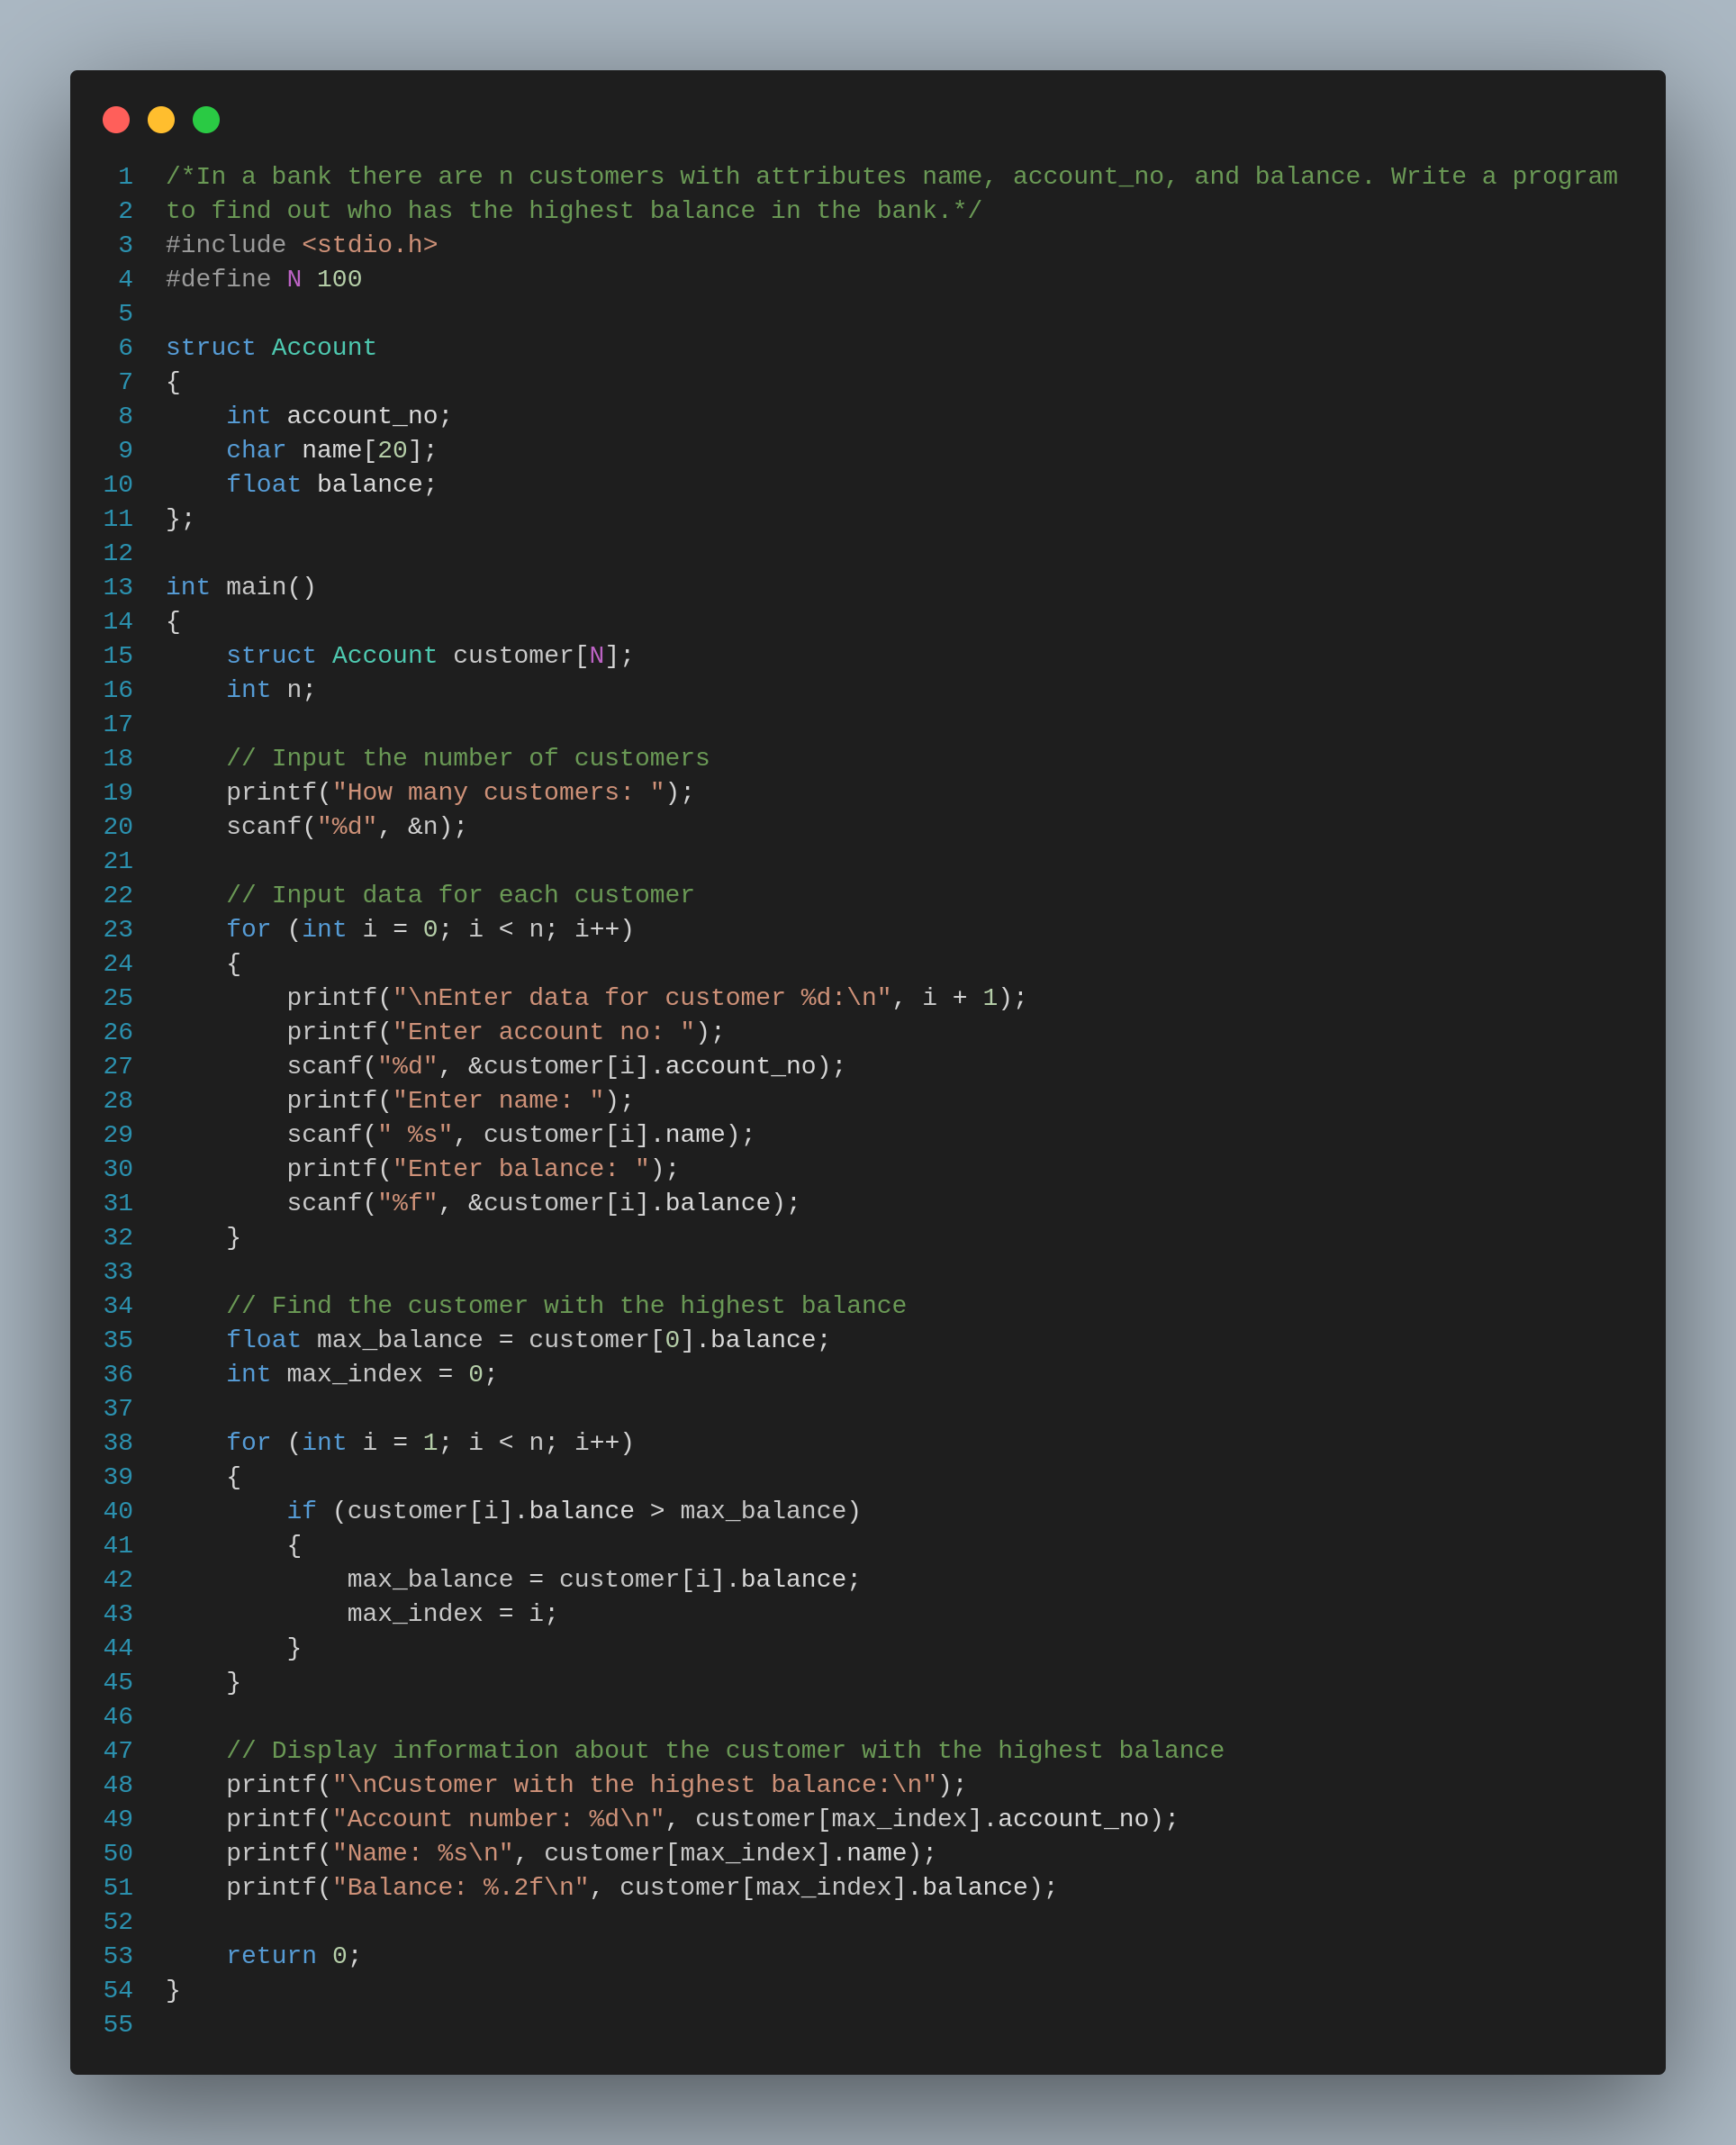 1 /*In a bank there are n customers with attributes name, account_no, and balance. Write a program
2 to find out who has the highest balance in the bank.*/
3 #include <stdio.h>
4 #define N 100
5
6 struct Account
7 {
8     int account_no;
9     char name[20];
10     float balance;
11 };
12
13 int main()
14 {
15     struct Account customer[N];
16     int n;
17
18     // Input the number of customers
19     printf("How many customers: ");
20     scanf("%d", &n);
21
22     // Input data for each customer
23     for (int i = 0; i < n; i++)
24     {
25         printf("\nEnter data for customer %d:\n", i + 1);
26         printf("Enter account no: ");
27         scanf("%d", &customer[i].account_no);
28         printf("Enter name: ");
29         scanf(" %s", customer[i].name);
30         printf("Enter balance: ");
31         scanf("%f", &customer[i].balance);
32     }
33
34     // Find the customer with the highest balance
35     float max_balance = customer[0].balance;
36     int max_index = 0;
37
38     for (int i = 1; i < n; i++)
39     {
40         if (customer[i].balance > max_balance)
41         {
42             max_balance = customer[i].balance;
43             max_index = i;
44         }
45     }
46
47     // Display information about the customer with the highest balance
48     printf("\nCustomer with the highest balance:\n");
49     printf("Account number: %d\n", customer[max_index].account_no);
50     printf("Name: %s\n", customer[max_index].name);
51     printf("Balance: %.2f\n", customer[max_index].balance);
52
53     return 0;
54 }
55